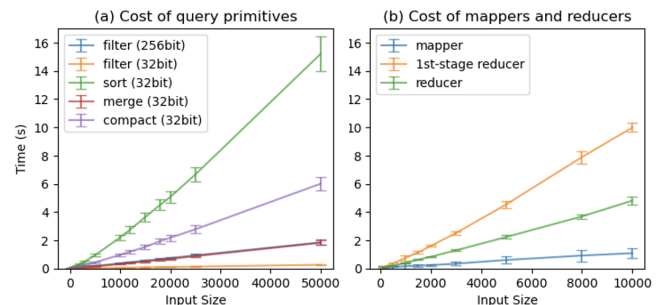 (a) Cost of query primitives
16
14
12
10
8
6
4
2
0
Time (s)
filter (256bit)
filter (32bit)
sort (32bit)
merge (32bit)
compact (32bit)
0 10000 20000 30000 40000 50000
Input Size
(b) Cost of mappers and reducers
16
14
12
10
8
6
4
2
0
mapper
1st-stage reducer
reducer
0 2000 4000 6000 8000 10000
Input Size